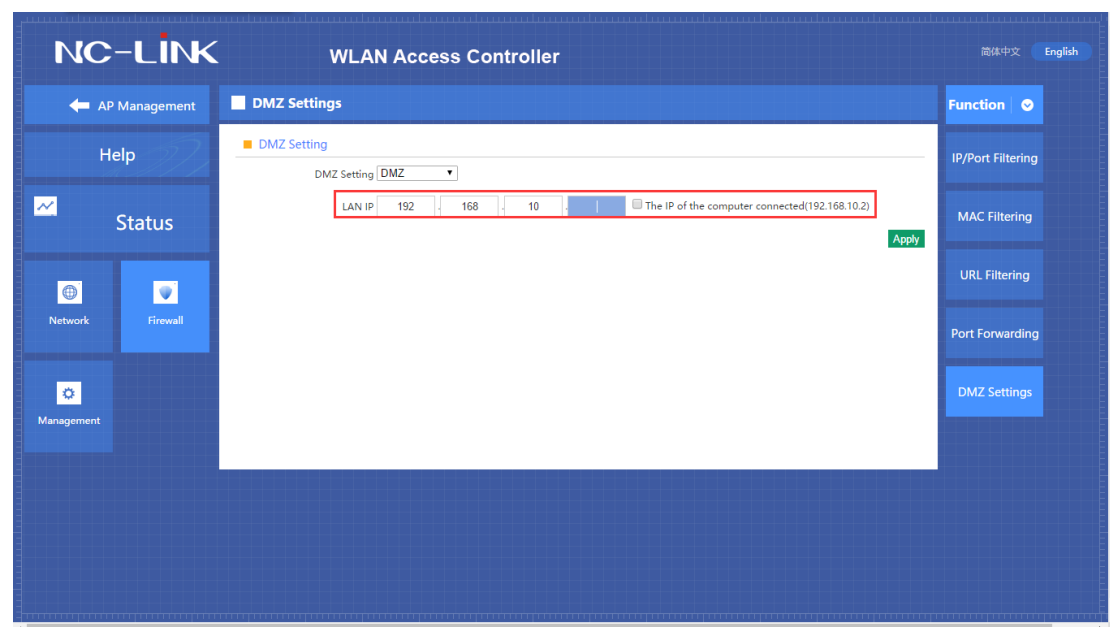 NC-LINK
WLAN Access Controller
简体中文 English
AP Management
DMZ Settings
Function
Help
DMZ Setting
DMZ Setting DMZ
LAN IP 192 . 168 . 10 . The IP of the computer connected(192.168.10.2)
Apply
Status
Network
Firewall
Management
IP/Port Filtering
MAC Filtering
URL Filtering
Port Forwarding
DMZ Settings